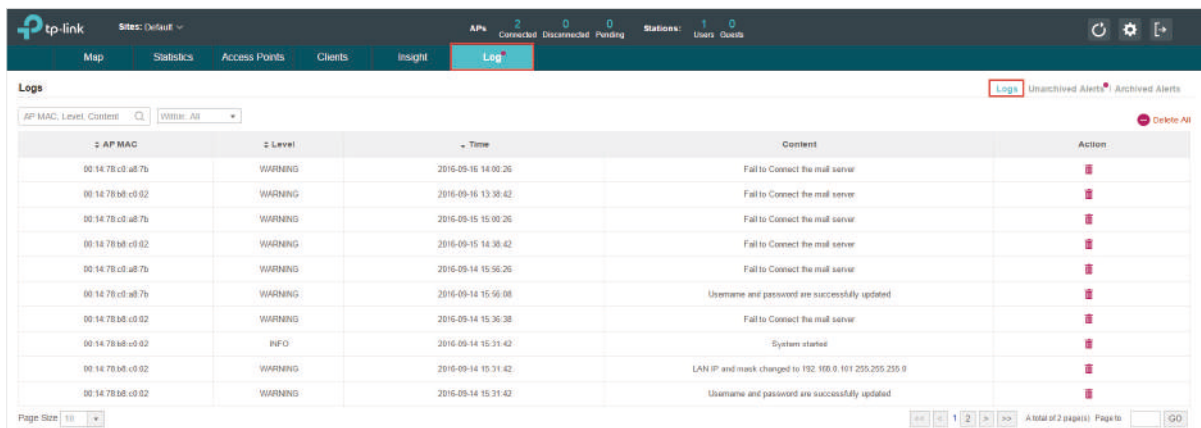 tp-link Sites: Default APs 2 0 0 Stations: 1 0
Connected Disconnected Pending Users Guests
Map Statistics Access Points Clients Insight Log
Logs Logs Unarchived Alerts Archived Alerts
AP MAC, Level, Content Within: All Delete All
AP MAC Level Time Content Action
00:14:78:c0:a8:7b WARNING 2016-09-16 14:00:26 Fail to Connect the mail server
00:14:78:b8:c0:02 WARNING 2016-09-16 13:38:42 Fail to Connect the mail server
00:14:78:c0:a8:7b WARNING 2016-09-15 15:00:26 Fail to Connect the mail server
00:14:78:b8:c0:02 WARNING 2016-09-15 14:38:42 Fail to Connect the mail server
00:14:78:c0:a8:7b WARNING 2016-09-14 15:56:26 Fail to Connect the mail server
00:14:78:c0:a8:7b WARNING 2016-09-14 15:56:08 Username and password are successfully updated
00:14:78:b8:c0:02 WARNING 2016-09-14 15:36:38 Fail to Connect the mail server
00:14:78:b8:c0:02 INFO 2016-09-14 15:31:42 System started
00:14:78:b8:c0:02 WARNING 2016-09-14 15:31:42 LAN IP and mask changed to 192.168.0.101 255.255.255.0
00:14:78:b8:c0:02 WARNING 2016-09-14 15:31:42 Username and password are successfully updated
Page Size 10 << < 1 2 > >> A total of 2 page(s) Page to GO